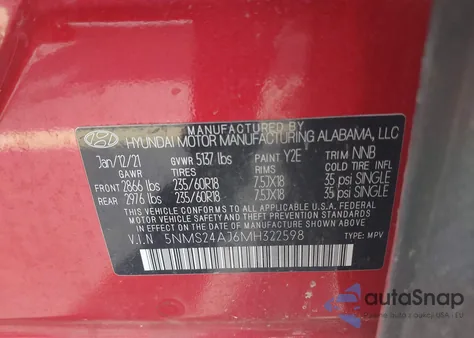 MANUFACTURED BY
HYUNDAI MOTOR MANUFACTURING ALABAMA, LLC
Jan/12/21 GVWR 5137 lbs PAINT Y2E TRIM NNB
GAWR TIRES RIMS COLD TIRE INFL
FRONT 2866 lbs 235/60R18 7.5JX18 35 psi SINGLE
REAR 2976 lbs 235/60R18 7.5JX18 35 psi SINGLE
THIS VEHICLE CONFORMS TO ALL APPLICABLE
U.S. FEDERAL MOTOR VEHICLE SAFETY STANDARDS
IN EFFECT ON THE DATE OF MANUFACTURE SHOWN ABOVE.
V.I.N 5NMS24AJ6MH322598 TYPE: MPV
autoSnap